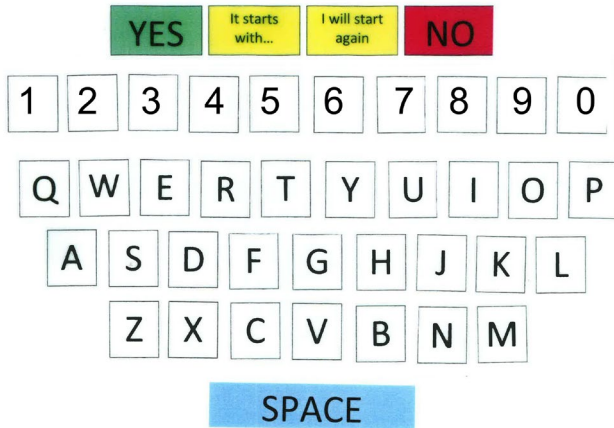 YES It starts with... I will start again NO
1 2 3 4 5 6 7 8 9 0
Q W E R T Y U I O P
A S D F G H J K L
Z X C V B N M
SPACE